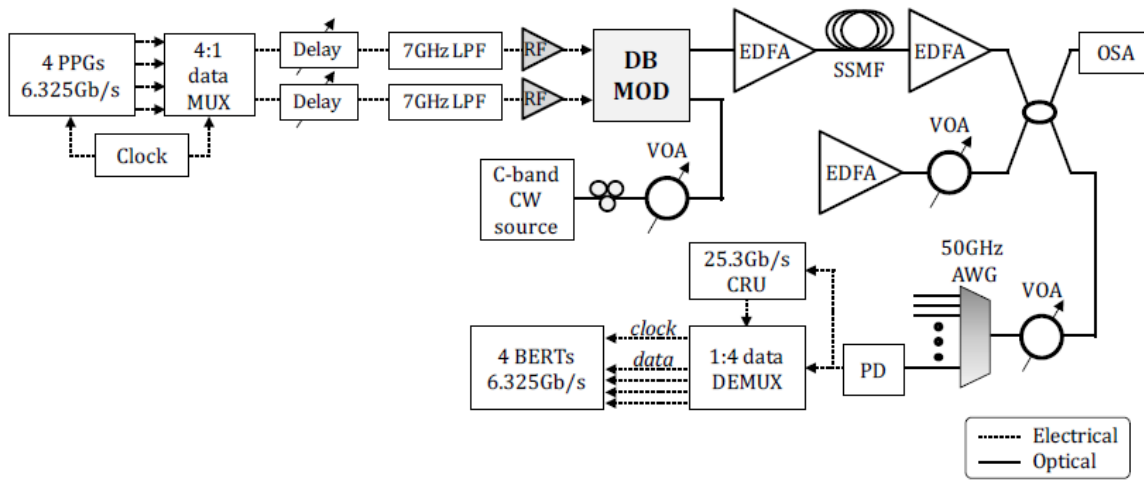 4 PPGs
6.325Gb/s
4:1
data
MUX
Clock
Delay
Delay
7GHz LPF
7GHz LPF
RF
RF
DB
MOD
EDFA
SSMF
EDFA
OSA
C-band
CW
source
VOA
EDFA
VOA
50GHz
AWG
VOA
25.3Gb/s
CRU
4 BERTs
6.325Gb/s
clock
data
1:4 data
DEMUX
PD
Electrical
Optical